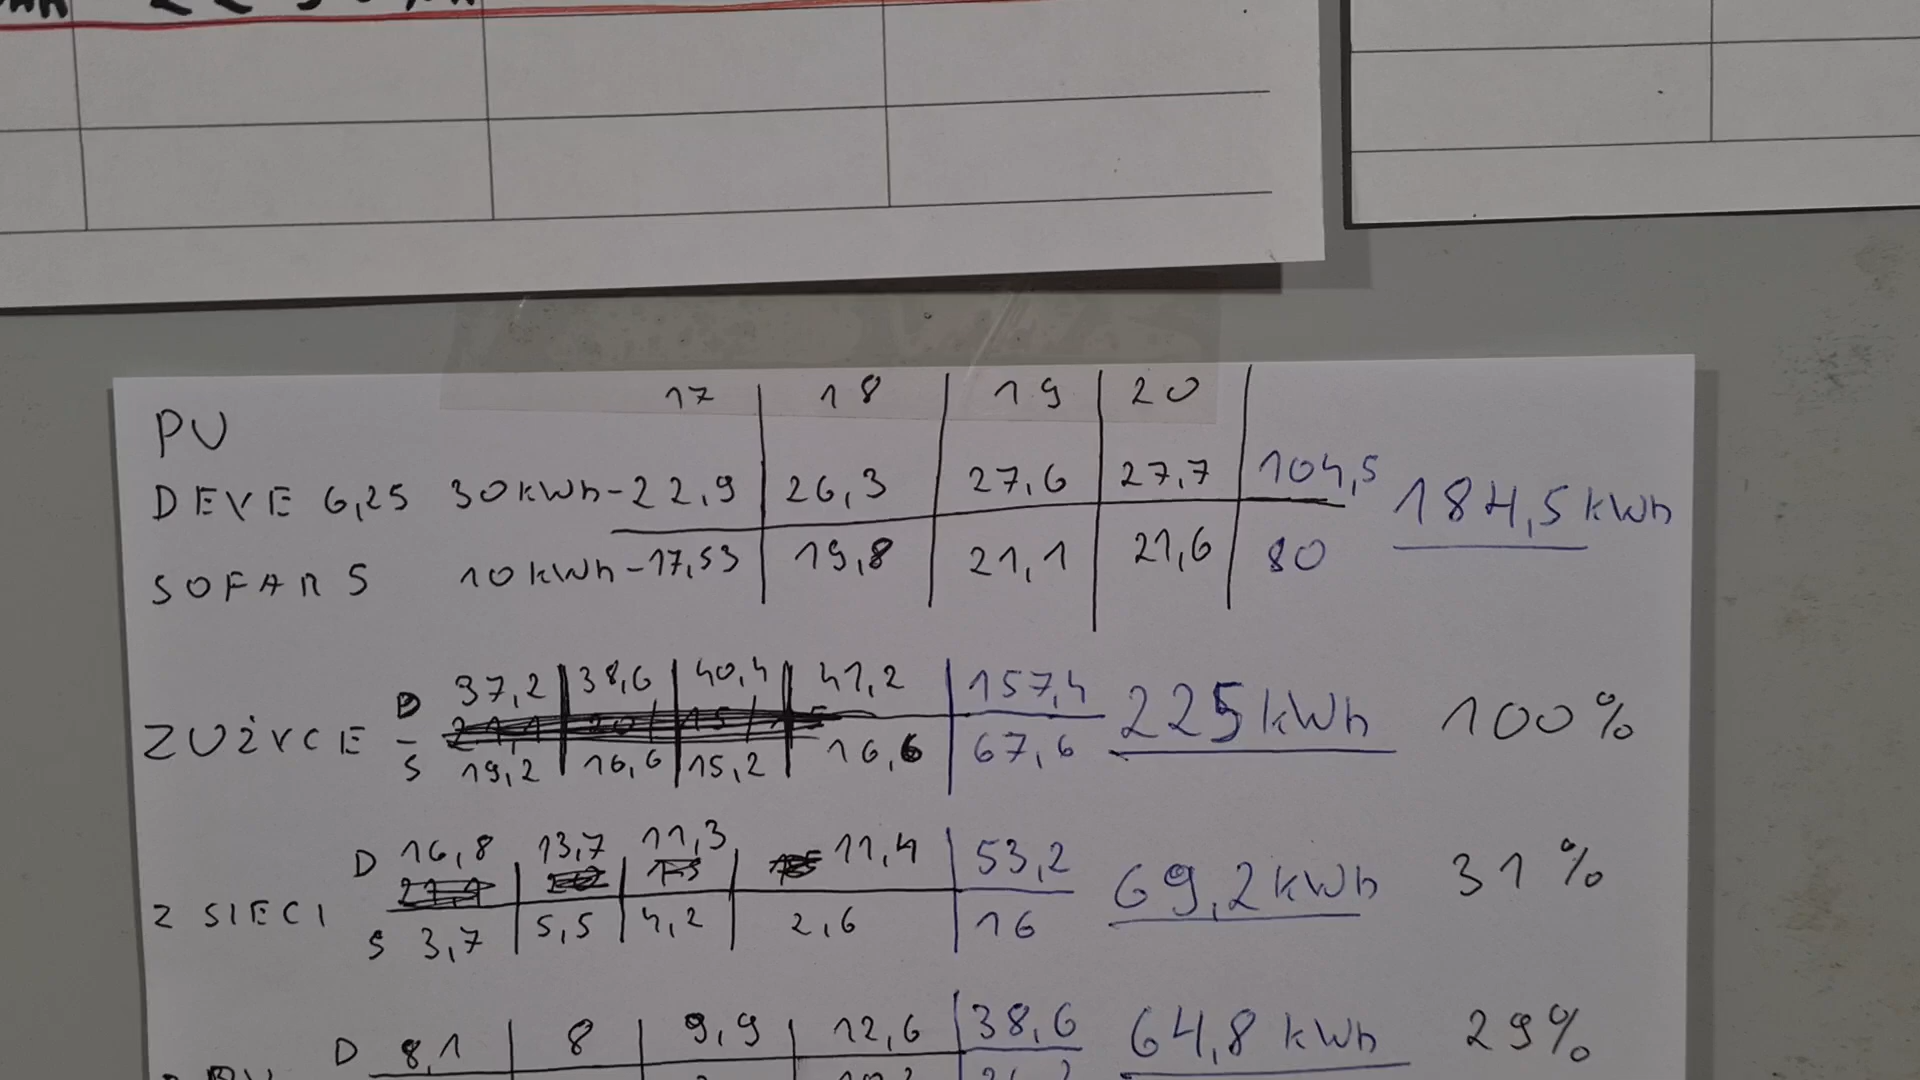 17 18 19 20
PV
DEYE 6,25 30kWh - 22,9 26,3 27,6 27,7 104,5 184,5 kWh
SOFAR 5 10kWh - 17,53 19,8 21,1 21,6 80
D 37,2 38,6 40,4 41,2 157,4 225 kWh 100%
ZUŻYCE
S 19,2 16,6 15,2 16,6 67,6
D 16,8 13,7 11,3 11,4 53,2 69,2 kWh 31%
Z SIECI
S 3,7 5,5 4,2 2,6 16
D 8,1 8 9,9 12,6 38,6 64,8 kWh 29%